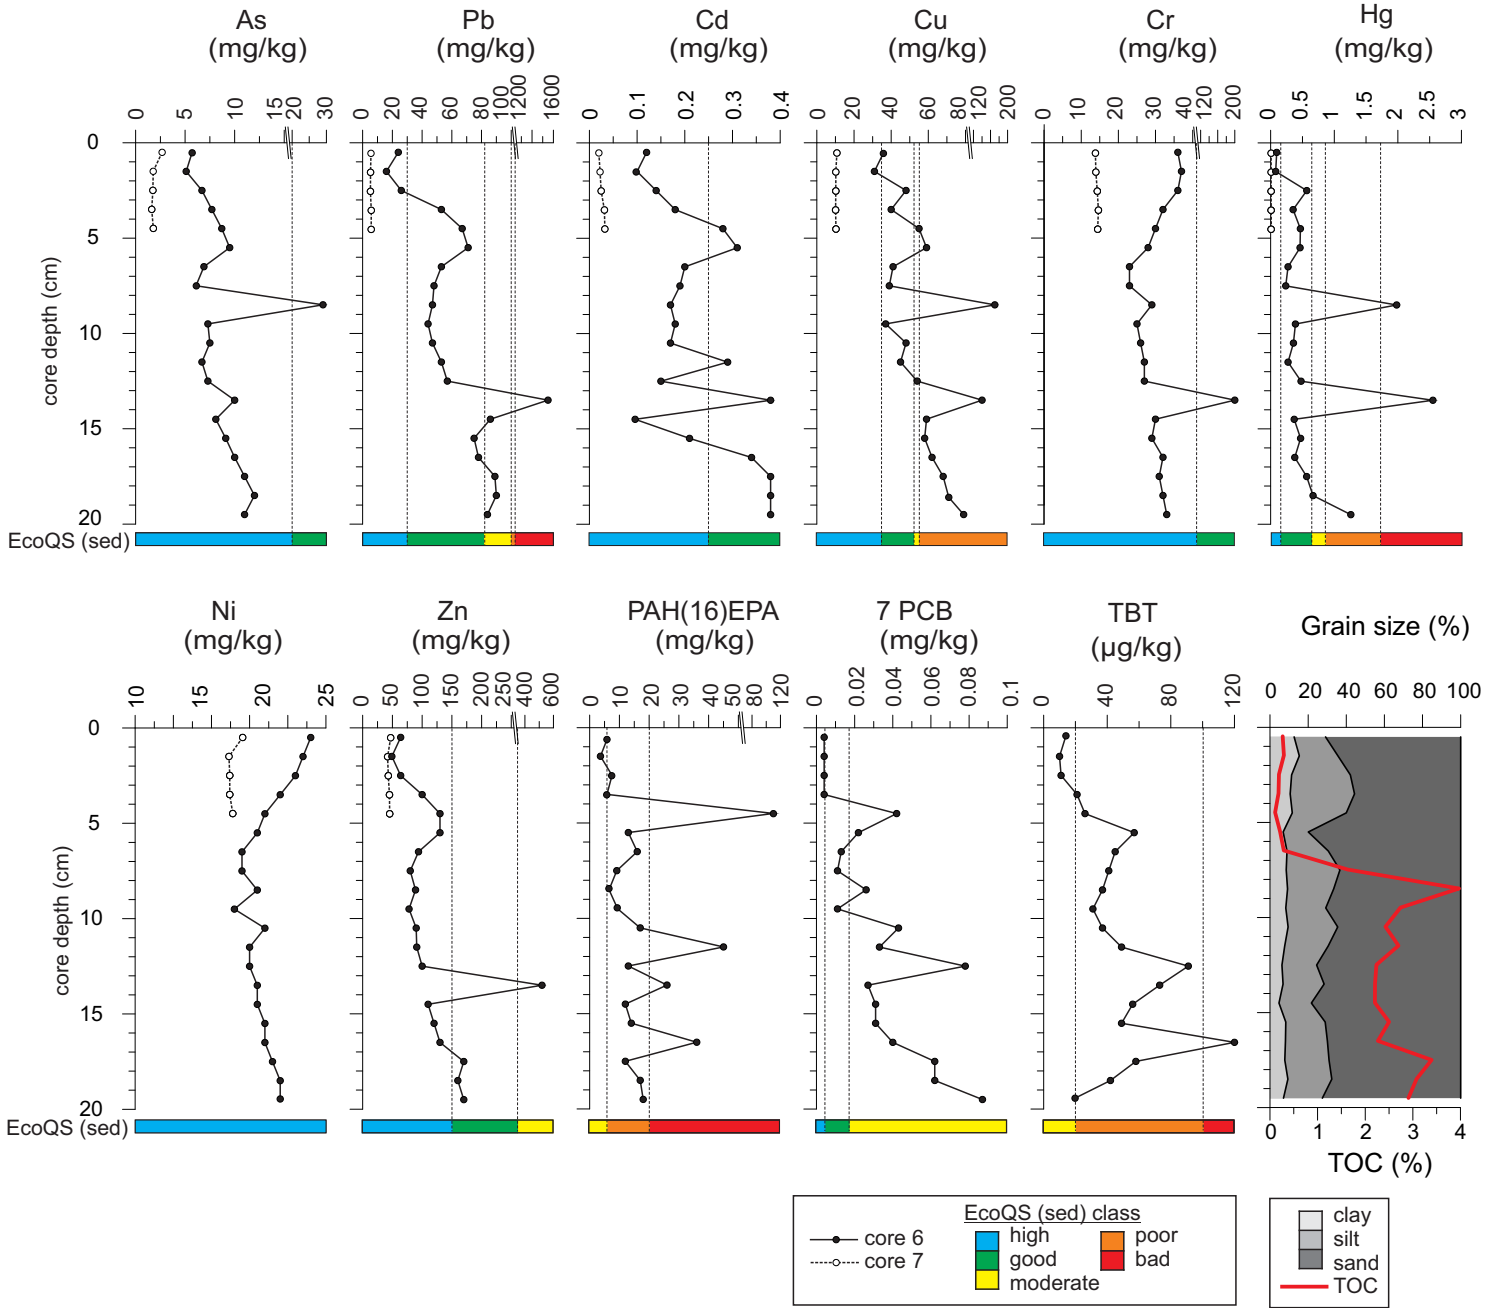 As Pb Cd Cu Cr Hg
(mg/kg) (mg/kg) (mg/kg) (mg/kg) (mg/kg) (mg/kg)
0 5 10 15 20 30
0 20 40 60 80 1000 1200 1600
0 0.1 0.2 0.3 0.4
0 20 40 60 80 120 200
0 10 20 30 40 120 200
0 0.5 1 1.5 2 2.5 3
core depth (cm)
0
5
10
15
20
EcoQS (sed)
Ni Zn PAH(16)EPA 7 PCB TBT Grain size (%)
(mg/kg) (mg/kg) (mg/kg) (mg/kg) (µg/kg)
10 15 20 25
0 50 100 150 200 250 400 600
0 10 20 30 40 50 80 120
0 0.02 0.04 0.06 0.08 0.1
0 40 80 120
0 20 40 60 80 100
core depth (cm)
0
5
10
15
20
EcoQS (sed)
0 1 2 3 4
TOC (%)
core 6
core 7
EcoQS (sed) class
high
good
moderate
poor
bad
clay
silt
sand
TOC